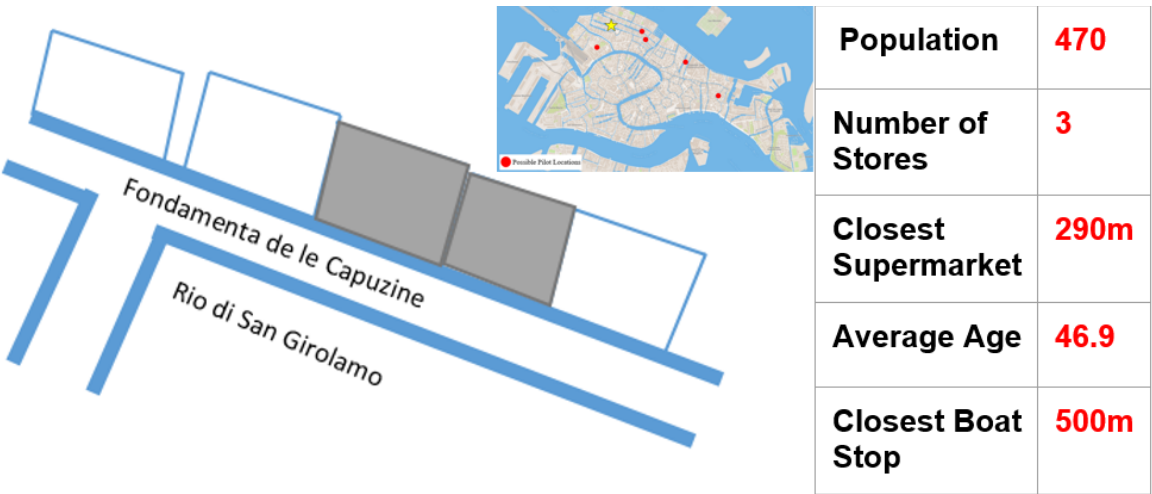 Fondamenta de le Capuzine
Rio di San Girolamo
Possible Pilot Locations
Population 470
Number of
Stores 3
Closest
Supermarket 290m
Average Age 46.9
Closest Boat
Stop 500m